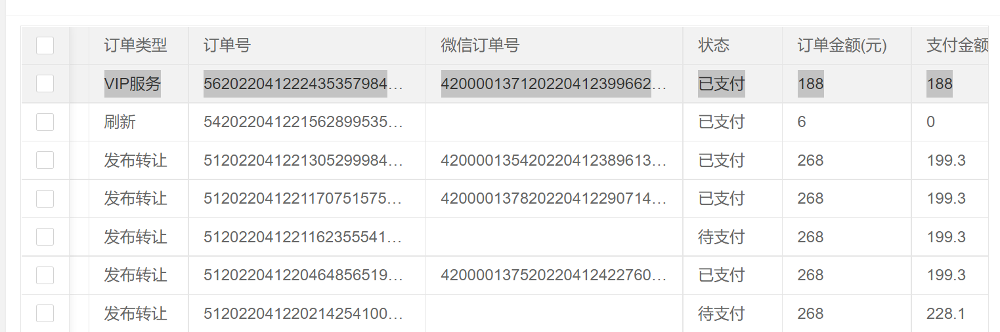 订单类型 订单号 微信订单号 状态 订单金额(元) 支付金额
VIP服务 562022041222435357984... 420000137120220412399662... 已支付 188 188
刷新 542022041221562899535... 已支付 6 0
发布转让 512022041221305299984... 420000135420220412389613... 已支付 268 199.3
发布转让 512022041221170751575... 420000137820220412290714... 已支付 268 199.3
发布转让 512022041221162355541... 待支付 268 199.3
发布转让 512022041220464856519... 420000137520220412422760... 已支付 268 199.3
发布转让 512022041220214254100... 待支付 268 228.1